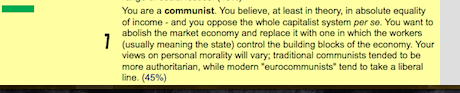 You are a communist. You believe, at least in theory, in absolute equality
of income - and you oppose the whole capitalist system per se. You want to
abolish the market economy and replace it with one in which the workers
1
(usually meaning the state) control the building blocks of the economy. Your
views on personal morality will vary; traditional communists tended to
be more authoritarian, while modern "eurocommunists" tend to take a liberal
line. (45%)